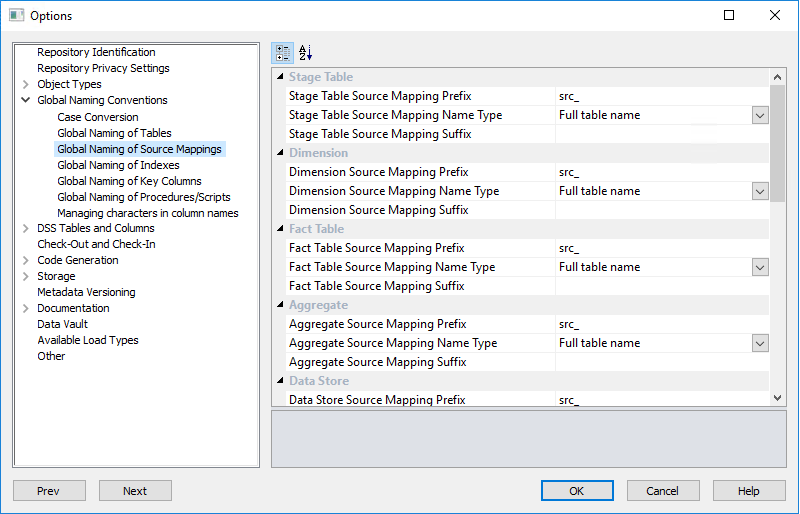 Options
Repository Identification
Repository Privacy Settings
Object Types
Global Naming Conventions
Case Conversion
Global Naming of Tables
Global Naming of Source Mappings
Global Naming of Indexes
Global Naming of Key Columns
Global Naming of Procedures/Scripts
Managing characters in column names
DSS Tables and Columns
Check-Out and Check-In
Code Generation
Storage
Metadata Versioning
Documentation
Data Vault
Available Load Types
Other
A
Z
Stage Table
Stage Table Source Mapping Prefix src_
Stage Table Source Mapping Name Type Full table name
Stage Table Source Mapping Suffix
Dimension
Dimension Source Mapping Prefix src_
Dimension Source Mapping Name Type Full table name
Dimension Source Mapping Suffix
Fact Table
Fact Table Source Mapping Prefix src_
Fact Table Source Mapping Name Type Full table name
Fact Table Source Mapping Suffix
Aggregate
Aggregate Source Mapping Prefix src_
Aggregate Source Mapping Name Type Full table name
Aggregate Source Mapping Suffix
Data Store
Data Store Source Mapping Prefix src_
Prev Next OK Cancel Help